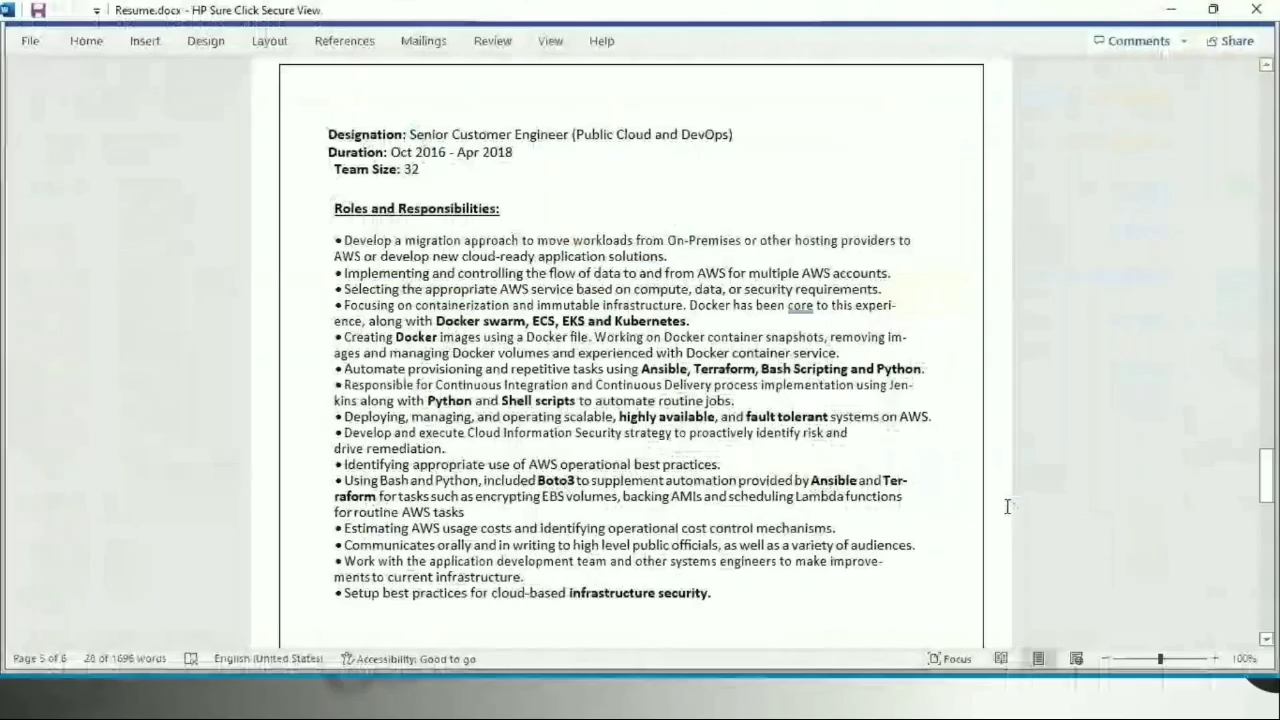 Resume.docx - HP Sure Click Secure View
File Home Insert Design Layout References Mailings Review View Help Comments Share
Designation: Senior Customer Engineer (Public Cloud and DevOps)
Duration: Oct 2016 - Apr 2018
Team Size: 32
Roles and Responsibilities:
• Develop a migration approach to move workloads from On-Premises or other hosting providers to
AWS or develop new cloud-ready application solutions.
• Implementing and controlling the flow of data to and from AWS for multiple AWS accounts.
• Selecting the appropriate AWS service based on compute, data, or security requirements.
• Focusing on containerization and immutable infrastructure. Docker has been core to this experi-
ence, along with Docker swarm, ECS, EKS and Kubernetes.
• Creating Docker images using a Docker file. Working on Docker container snapshots, removing im-
ages and managing Docker volumes and experienced with Docker container service.
• Automate provisioning and repetitive tasks using Ansible, Terraform, Bash Scripting and Python.
• Responsible for Continuous Integration and Continuous Delivery process implementation using Jen-
kins along with Python and Shell scripts to automate routine jobs.
• Deploying, managing, and operating scalable, highly available, and fault tolerant systems on AWS.
• Develop and execute Cloud Information Security strategy to proactively identify risk and
drive remediation.
• Identifying appropriate use of AWS operational best practices.
• Using Bash and Python, included Boto3 to supplement automation provided by Ansible and Ter-
raform for tasks such as encrypting EBS volumes, backing AMIs and scheduling Lambda functions
for routine AWS tasks
• Estimating AWS usage costs and identifying operational cost control mechanisms.
• Communicates orally and in writing to high level public officials, as well as a variety of audiences.
• Work with the application development team and other systems engineers to make improve-
ments to current infrastructure.
• Setup best practices for cloud-based infrastructure security.
Page 5 of 6 28 of 1696 words English (United States) Accessibility: Good to go Focus 100%